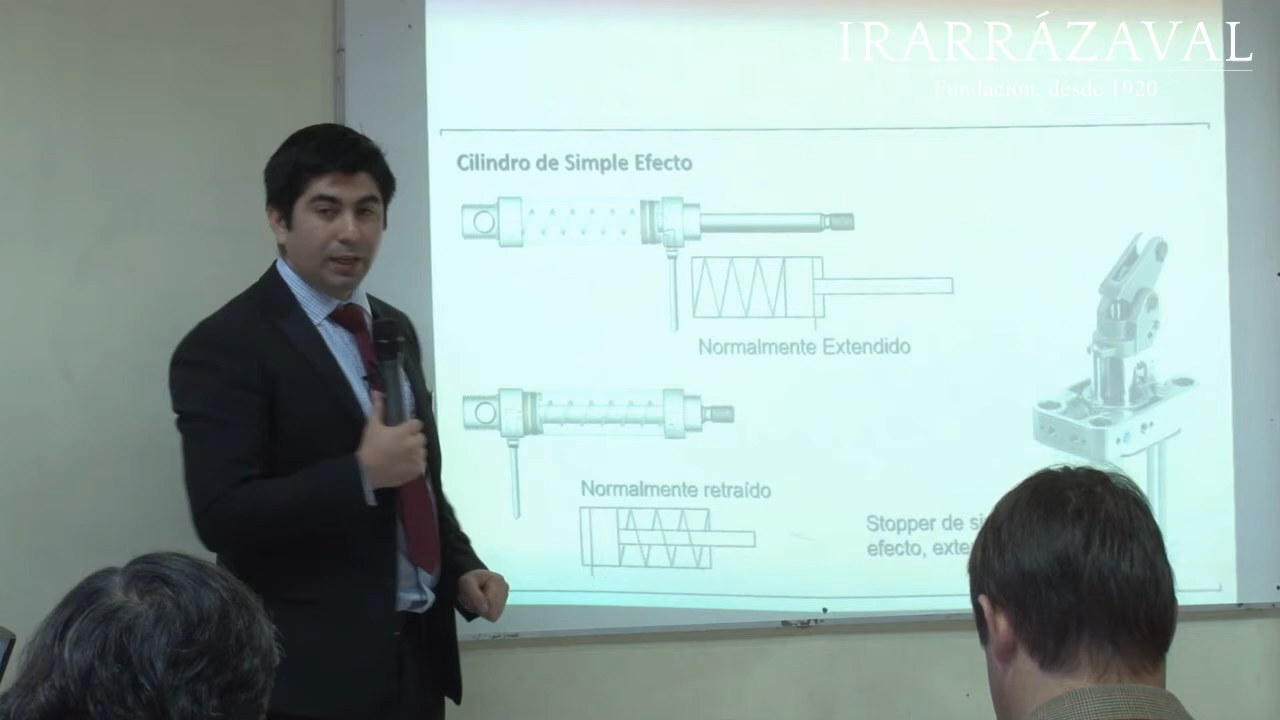 IRARRÁZAVAL
Fundación, desde 1920
Cilindro de Simple Efecto
Normalmente Extendido
Normalmente retraído
Stopper de
efecto,